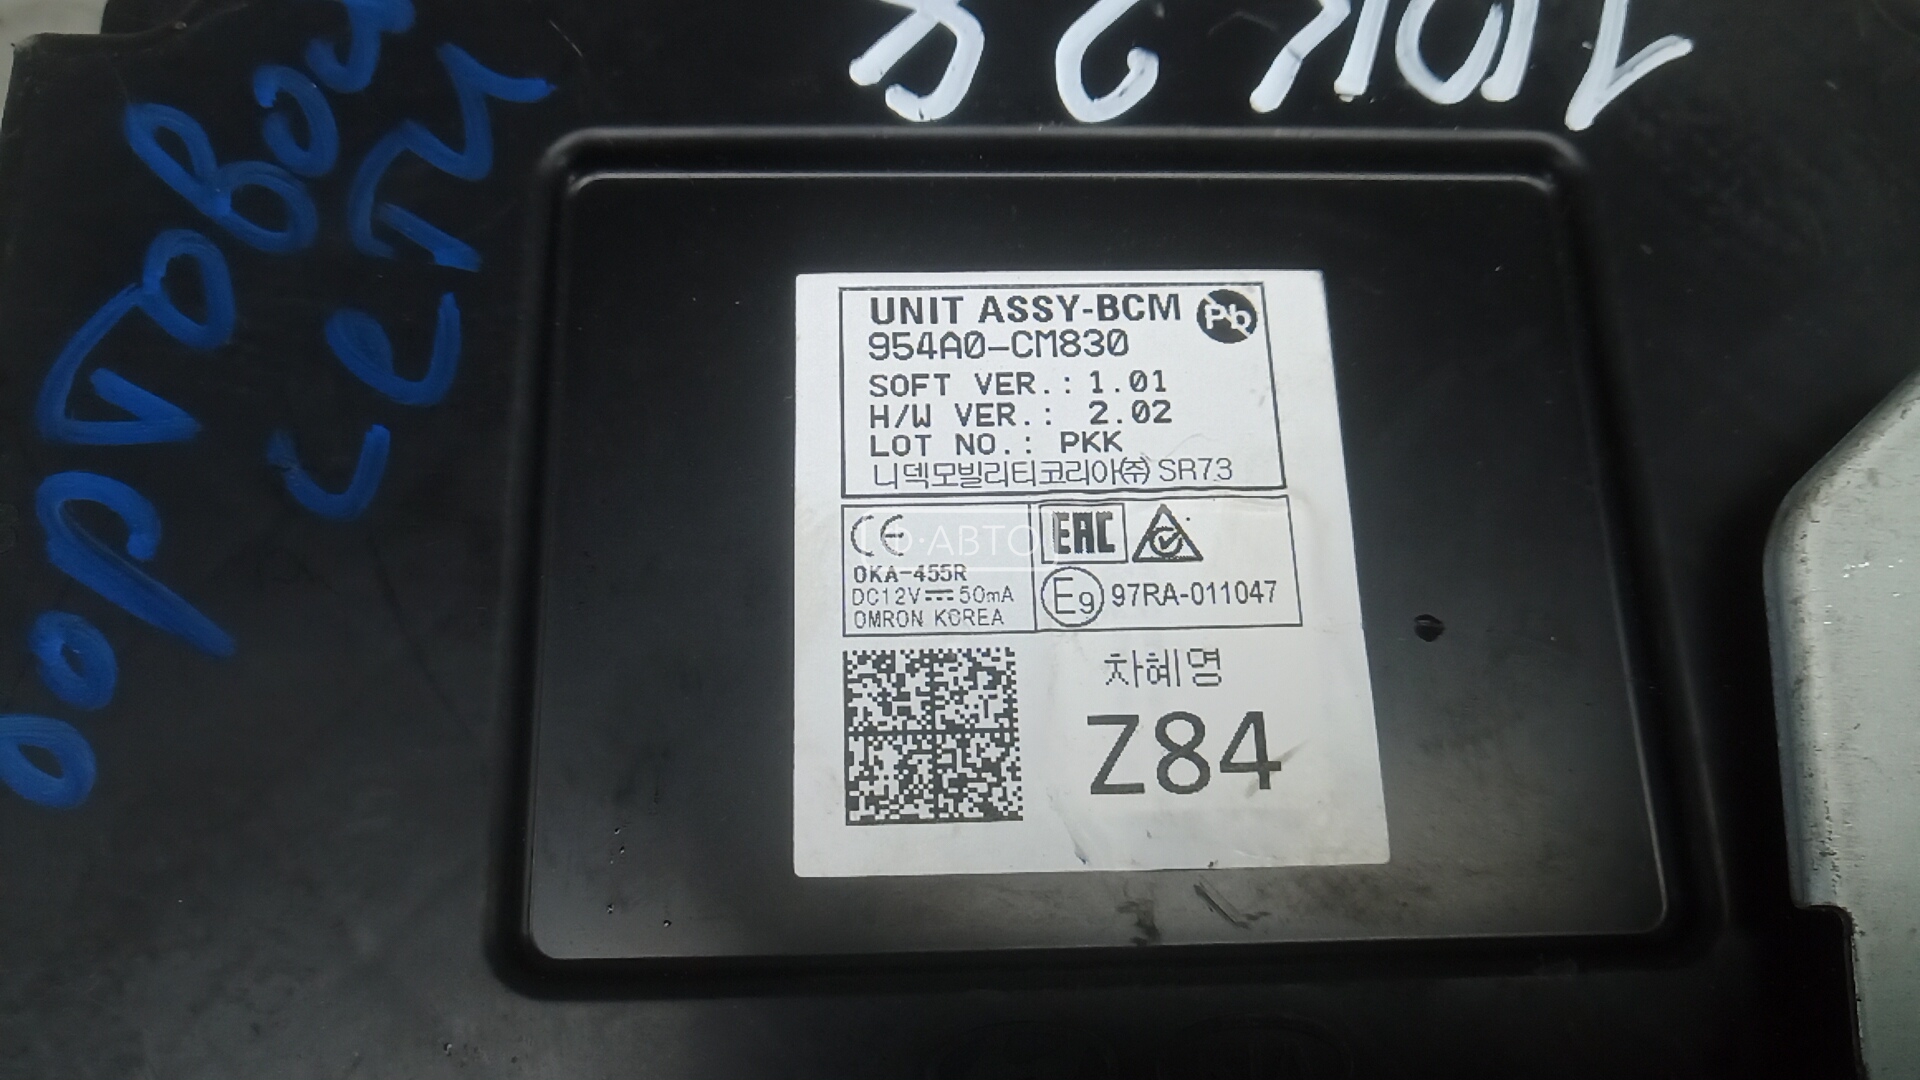 UNIT ASSY-BCM Pb
954A0-CM830
SOFT VER.: 1.01
H/W VER.: 2.02
LOT NO.: PKK
니덱모빌리티코리아㈜ SR73
CE
EAC
OKA-455R
DC12V 50mA
OMRON KOREA
E9 97RA-011047
차혜영
Z84